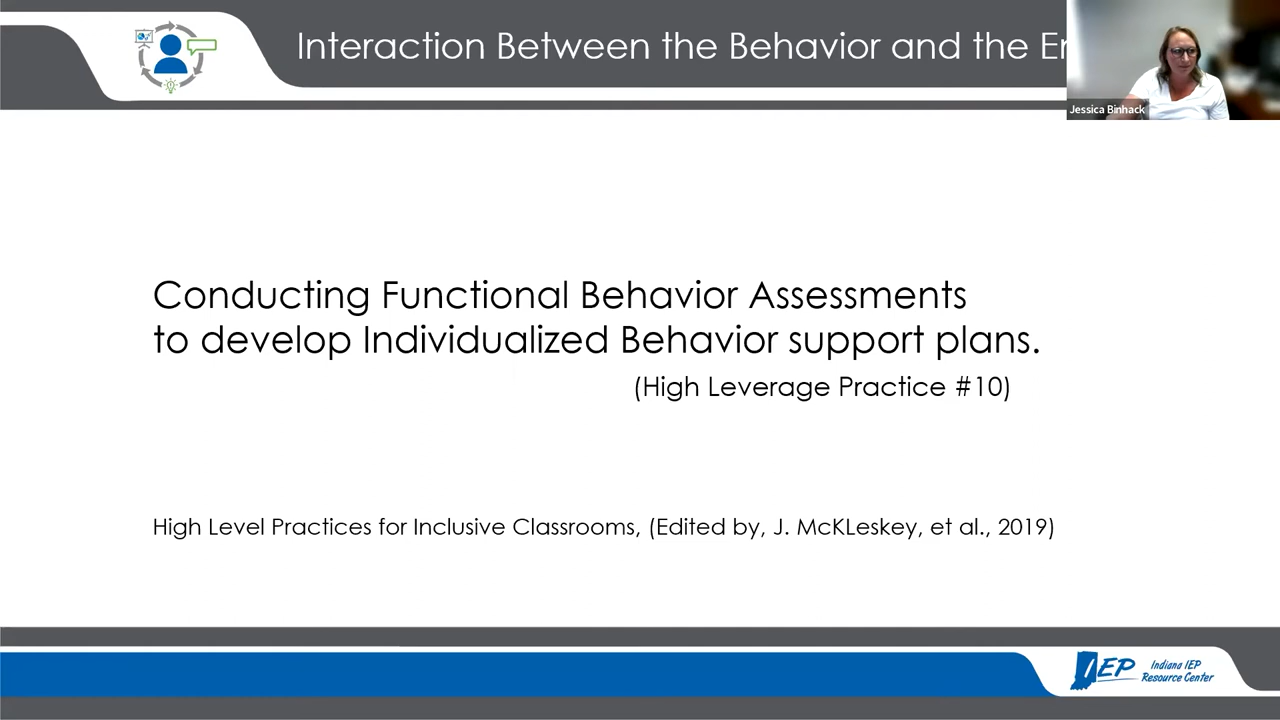 Interaction Between the Behavior and the
Jessica Binhack
Conducting Functional Behavior Assessments
to develop Individualized Behavior support plans.
(High Leverage Practice #10)
High Level Practices for Inclusive Classrooms, (Edited by, J. McKLeskey, et al., 2019)
IEP
Indiana IEP
Resource Center